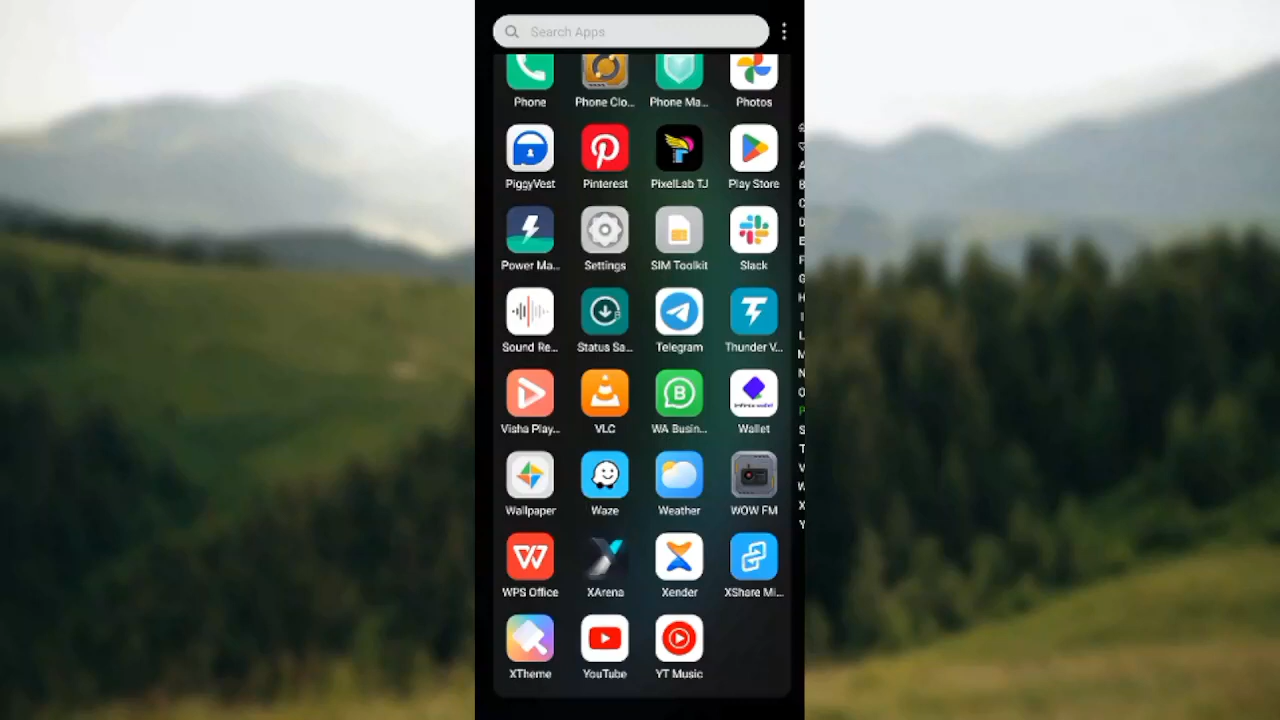 Search Apps
Phone Phone Clo... Phone Ma... Photos
PiggyVest Pinterest PixelLab TJ Play Store
Power Ma... Settings SIM Toolkit Slack
Sound Re... Status Sa... Telegram Thunder V...
B
infinix wallet
Visha Play... VLC WA Busin... Wallet
Wallpaper Waze Weather WOW FM
W
WPS Office XArena Xender XShare Mi...
XTheme YouTube YT Music
A
B
C
D
E
F
G
H
I
L
M
N
O
P
S
T
V
W
X
Y